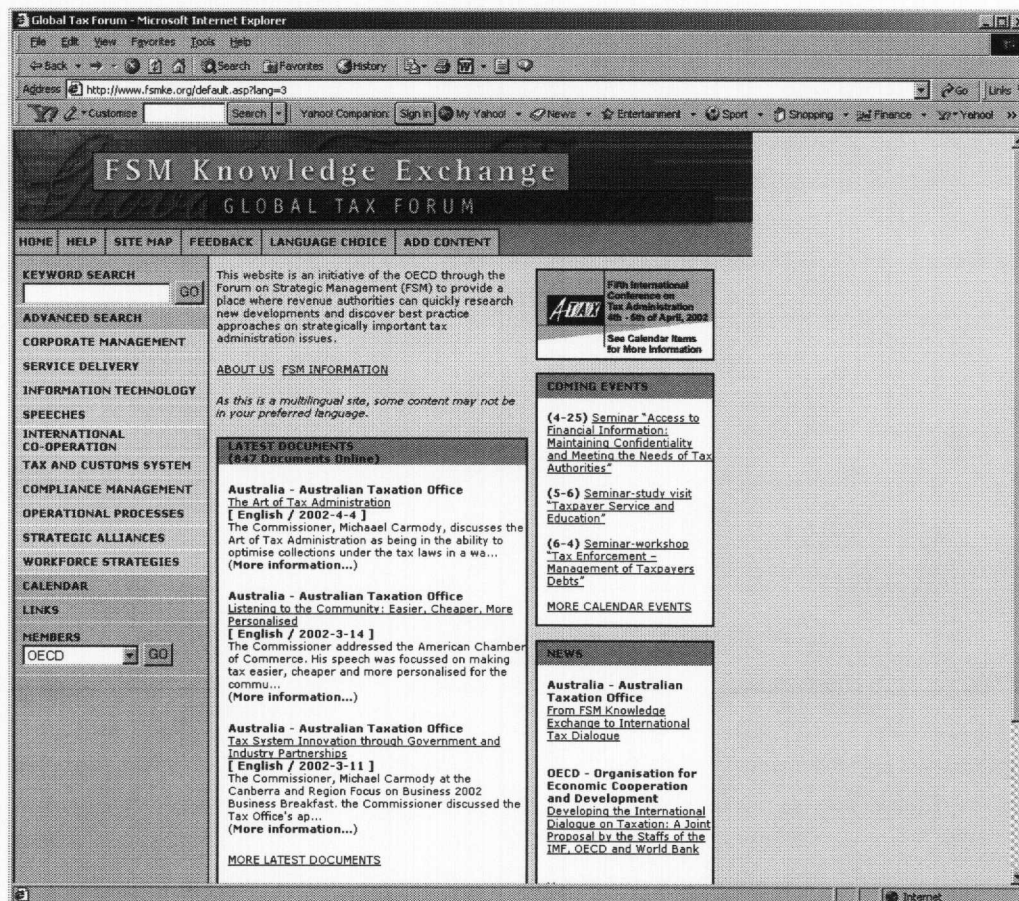 Global Tax Forum - Microsoft Internet Explorer
File Edit View Favorites Tools Help
Back Search Favorites History
Address http://www.fsmke.org/default.asp?lang=3 Go Links
Customise Search Yahoo! Companion: Sign In My Yahoo! News Entertainment Sport Shopping Finance Yahoo! »
FSM Knowledge Exchange
GLOBAL TAX FORUM
HOME HELP SITE MAP FEEDBACK LANGUAGE CHOICE ADD CONTENT
KEYWORD SEARCH
GO
ADVANCED SEARCH
CORPORATE MANAGEMENT
SERVICE DELIVERY
INFORMATION TECHNOLOGY
SPEECHES
INTERNATIONAL
CO-OPERATION
TAX AND CUSTOMS SYSTEM
COMPLIANCE MANAGEMENT
OPERATIONAL PROCESSES
STRATEGIC ALLIANCES
WORKFORCE STRATEGIES
CALENDAR
LINKS
MEMBERS
OECD GO
This website is an initiative of the OECD through the
Forum on Strategic Management (FSM) to provide a
place where revenue authorities can quickly research
new developments and discover best practice
approaches on strategically important tax
administration issues.
ABOUT US FSM INFORMATION
As this is a multilingual site, some content may not be
in your preferred language.
LATEST DOCUMENTS
(847 Documents Online)
Australia - Australian Taxation Office
The Art of Tax Administration
[ English / 2002-4-4 ]
The Commissioner, Michaael Carmody, discusses the
Art of Tax Administration as being in the ability to
optimise collections under the tax laws in a wa...
(More information...)
Australia - Australian Taxation Office
Listening to the Community: Easier, Cheaper, More
Personalised
[ English / 2002-3-14 ]
The Commissioner addressed the American Chamber
of Commerce. His speech was focussed on making
tax easier, cheaper and more personalised for the
commu...
(More information...)
Australia - Australian Taxation Office
Tax System Innovation through Government and
Industry Partnerships
[ English / 2002-3-11 ]
The Commissioner, Michael Carmody at the
Canberra and Region Focus on Business 2002
Business Breakfast. the Commissioner discussed the
Tax Office's ap...
(More information...)
MORE LATEST DOCUMENTS
ATAX
Fifth International
Conference on
Tax Administration
4th - 5th of April, 2002
See Calendar Items
for More Information
COMING EVENTS
(4-25) Seminar "Access to
Financial Information:
Maintaining Confidentiality
and Meeting the Needs of Tax
Authorities"
(5-6) Seminar-study visit
"Taxpayer Service and
Education"
(6-4) Seminar-workshop
"Tax Enforcement –
Management of Taxpayers
Debts"
MORE CALENDAR EVENTS
NEWS
Australia - Australian
Taxation Office
From FSM Knowledge
Exchange to International
Tax Dialogue
OECD - Organisation for
Economic Cooperation
and Development
Developing the International
Dialogue on Taxation: A Joint
Proposal by the Staffs of the
IMF, OECD and World Bank
Internet